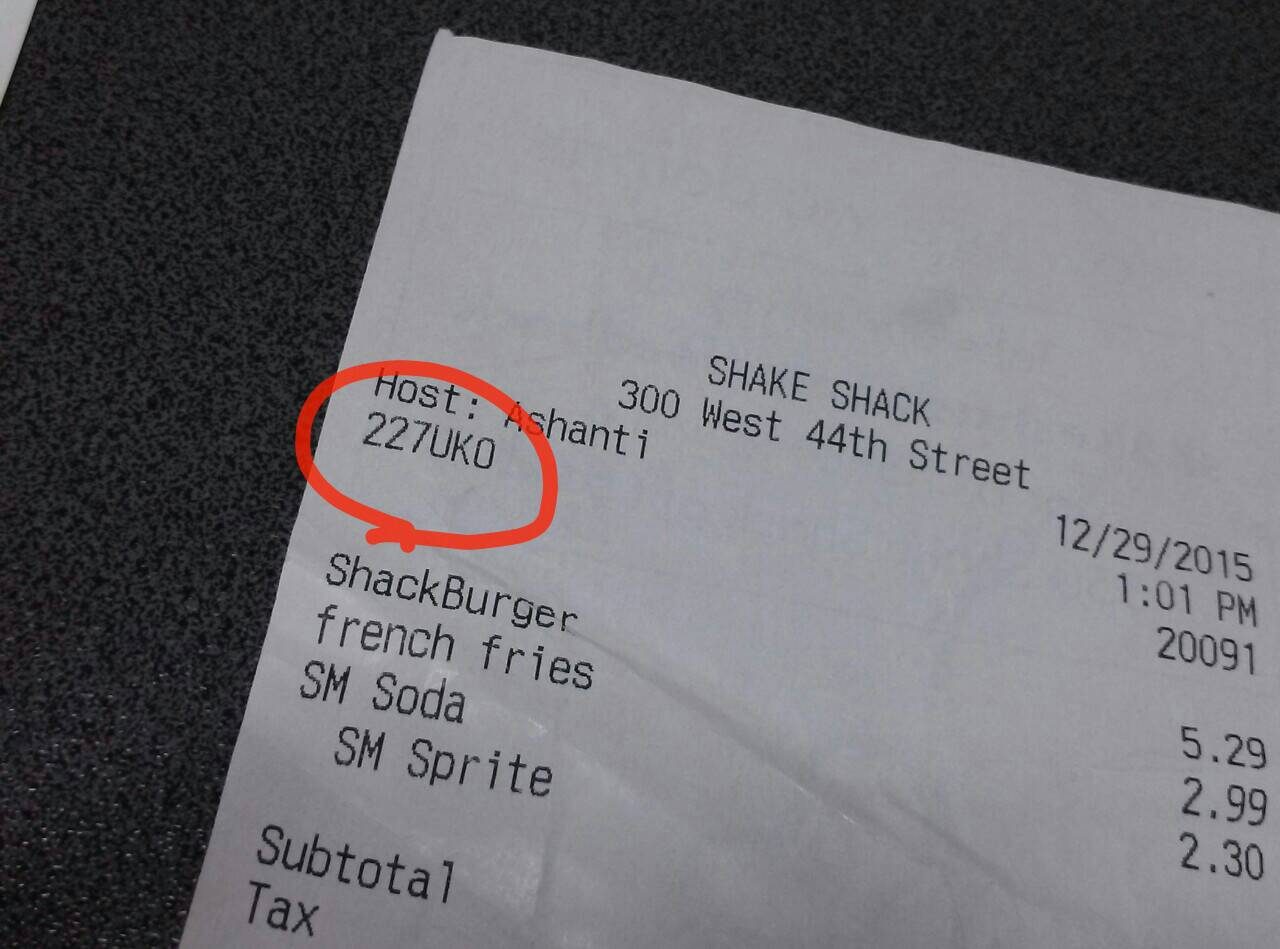 SHAKE SHACK
300 West 44th Street
Host: Ashanti
227UKO
12/29/2015
1:01 PM
20091
ShackBurger 5.29
french fries 2.99
SM Soda 2.30
SM Sprite
Subtotal
Tax